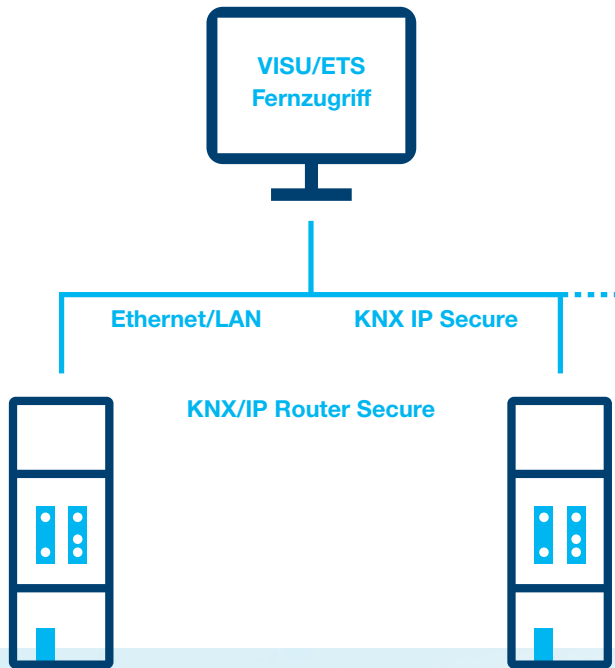 VISU/ETS
Fernzugriff
Ethernet/LAN KNX IP Secure
KNX/IP Router Secure